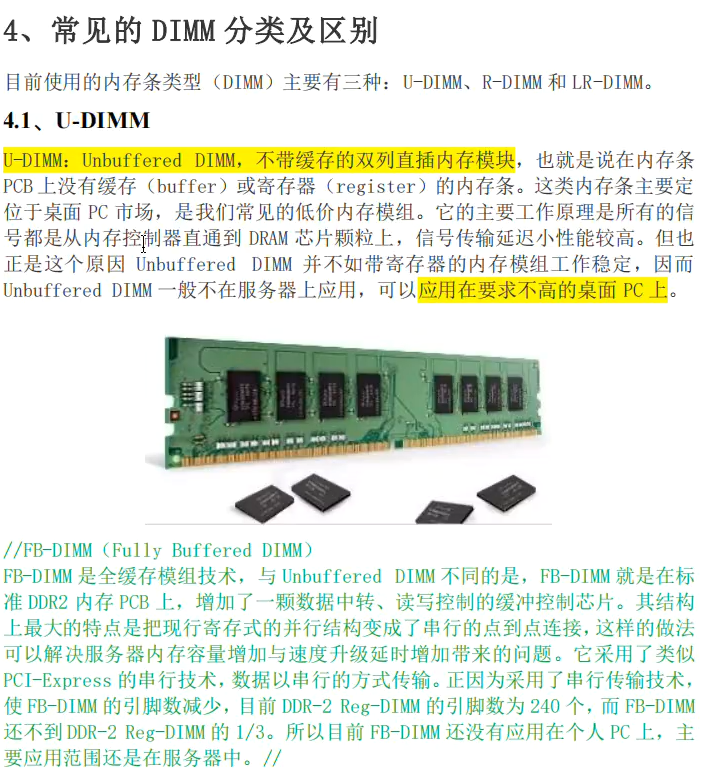 4、常见的 DIMM 分类及区别
目前使用的内存条类型（DIMM）主要有三种：U-DIMM、R-DIMM 和 LR-DIMM。
4.1、U-DIMM
U-DIMM：Unbuffered DIMM，不带缓存的双列直插内存模块，也就是说在内存条
PCB 上没有缓存（buffer）或寄存器（register）的内存条。这类内存条主要定
位于桌面 PC 市场，是我们常见的低价内存模组。它的主要工作原理是所有的信
号都是从内存控制器直通到 DRAM 芯片颗粒上，信号传输延迟小性能较高。但也
正是这个原因 Unbuffered DIMM 并不如带寄存器的内存模组工作稳定，因而
Unbuffered DIMM 一般不在服务器上应用，可以应用在要求不高的桌面 PC 上。
//FB-DIMM（Fully Buffered DIMM）
FB-DIMM 是全缓存模组技术，与 Unbuffered DIMM 不同的是，FB-DIMM 就是在标
准 DDR2 内存 PCB 上，增加了一颗数据中转、读写控制的缓冲控制芯片。其结构
上最大的特点是把现行寄存式的并行结构变成了串行的点到点连接，这样的做法
可以解决服务器内存容量增加与速度升级延时增加带来的问题。它采用了类似
PCI-Express 的串行技术，数据以串行的方式传输。正因为采用了串行传输技术，
使 FB-DIMM 的引脚数减少，目前 DDR-2 Reg-DIMM 的引脚数为 240 个，而 FB-DIMM
还不到 DDR-2 Reg-DIMM 的 1/3。所以目前 FB-DIMM 还没有应用在个人 PC 上，主
要应用范围还是在服务器中。//